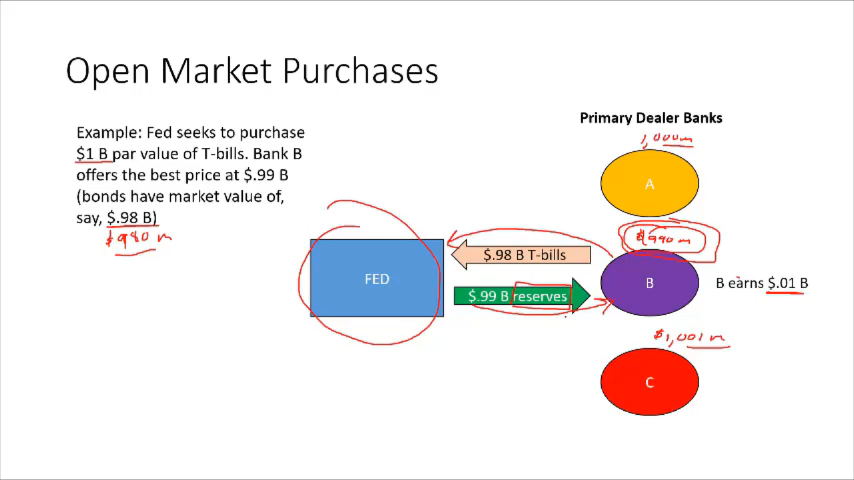 Open Market Purchases
Example: Fed seeks to purchase
$1 B par value of T-bills. Bank B
offers the best price at $.99 B
(bonds have market value of,
say, $.98 B)
$980 m
Primary Dealer Banks
1,000m
A
$990 m
$.98 B T-bills
FED
B
B earns $.01 B
$.99 B reserves
$1,001 m
C